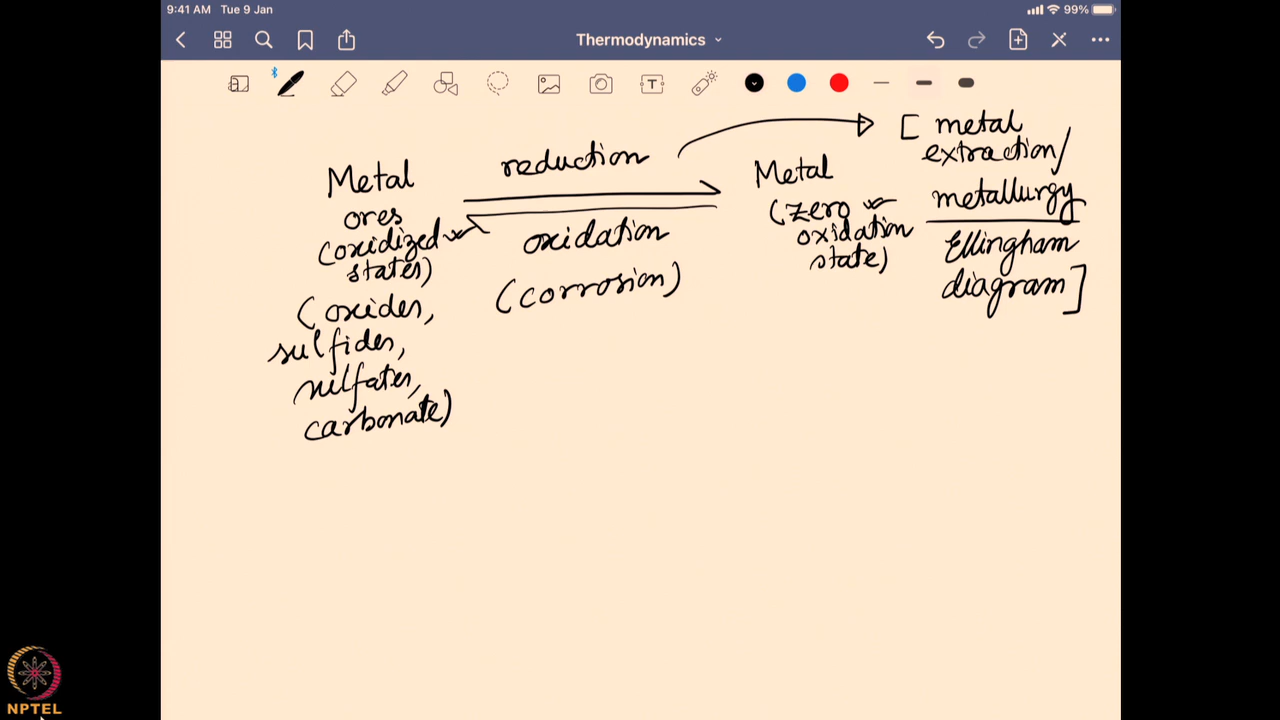 9:41 AM Tue 9 Jan
99%
Thermodynamics
T
reduction
[ metal
extraction/
metallurgy
Ellingham
diagram]
Metal
ores
(oxidized
states)
(oxides,
sulfides,
sulfates,
carbonate)
oxidation
(corrosion)
Metal
(zero
oxidation
state)
NPTEL